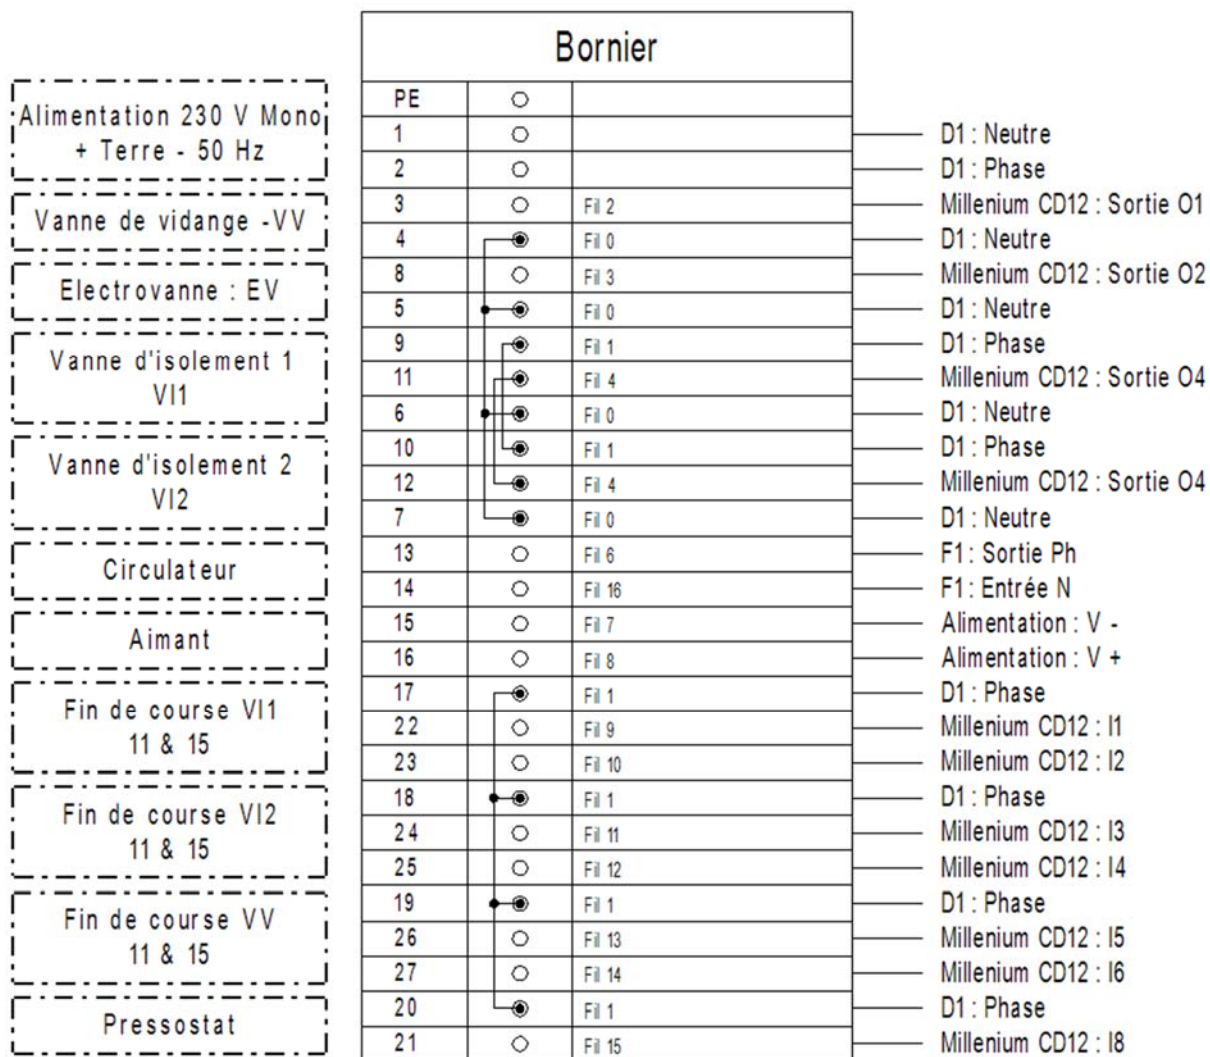 Bornier
Alimentation 230 V Mono
+ Terre - 50 Hz
Vanne de vidange -VV
Electrovanne : EV
Vanne d'isolement 1
VI1
Vanne d'isolement 2
VI2
Circulateur
Aimant
Fin de course VI1
11 & 15
Fin de course VI2
11 & 15
Fin de course VV
11 & 15
Pressostat
PE
1 D1 : Neutre
2 D1 : Phase
3 Fil 2 Millenium CD12 : Sortie O1
4 Fil 0 D1 : Neutre
8 Fil 3 Millenium CD12 : Sortie O2
5 Fil 0 D1 : Neutre
9 Fil 1 D1 : Phase
11 Fil 4 Millenium CD12 : Sortie O4
6 Fil 0 D1 : Neutre
10 Fil 1 D1 : Phase
12 Fil 4 Millenium CD12 : Sortie O4
7 Fil 0 D1 : Neutre
13 Fil 6 F1 : Sortie Ph
14 Fil 16 F1 : Entrée N
15 Fil 7 Alimentation : V -
16 Fil 8 Alimentation : V +
17 Fil 1 D1 : Phase
22 Fil 9 Millenium CD12 : I1
23 Fil 10 Millenium CD12 : I2
18 Fil 1 D1 : Phase
24 Fil 11 Millenium CD12 : I3
25 Fil 12 Millenium CD12 : I4
19 Fil 1 D1 : Phase
26 Fil 13 Millenium CD12 : I5
27 Fil 14 Millenium CD12 : I6
20 Fil 1 D1 : Phase
21 Fil 15 Millenium CD12 : I8